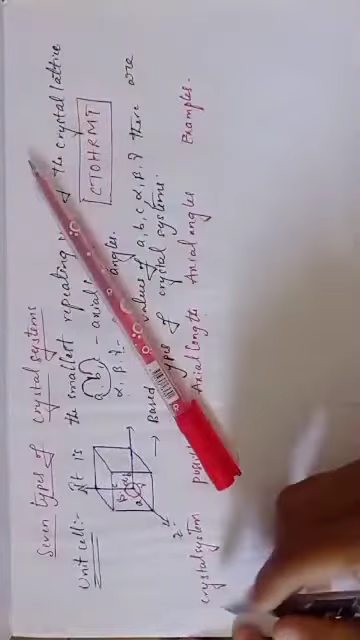 Seven types of crystal systems
Unit cell:- It is the smallest repeating of the crystal lattice
- axial
CTOHRMT
α, β, γ - angles.
→ Based values of a, b, c α, β, γ there are
types of crystal systems.
crystal system Axial length Axial angles Examples.